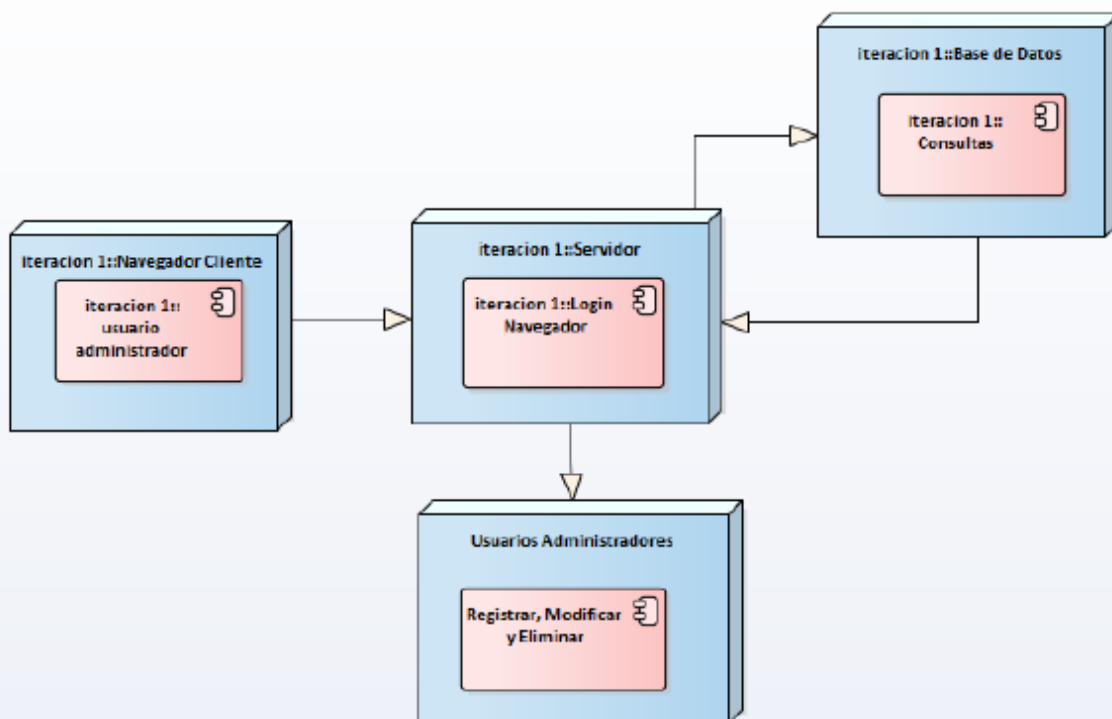 iteracion 1::Base de Datos
iteracion 1::
Consultas
iteracion 1::Navegador Cliente
iteracion 1::
usuario
administrador
iteracion 1::Servidor
iteracion 1::Login
Navegador
Usuarios Administradores
Registrar, Modificar
y Eliminar